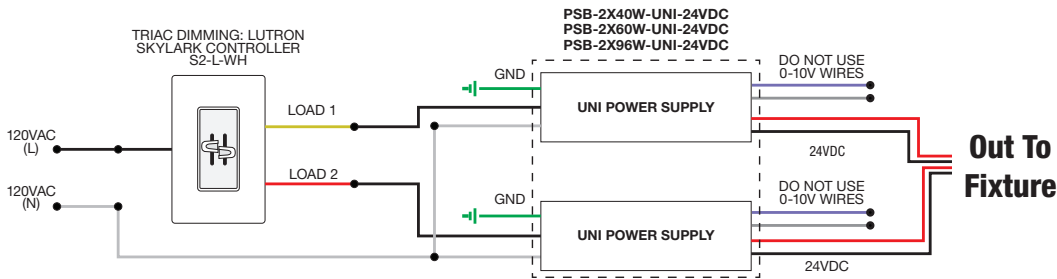 PSB-2X40W-UNI-24VDC
PSB-2X60W-UNI-24VDC
PSB-2X96W-UNI-24VDC
TRIAC DIMMING: LUTRON
SKYLARK CONTROLLER
S2-L-WH
120VAC
(L)
120VAC
(N)
LOAD 1
LOAD 2
GND
UNI POWER SUPPLY
DO NOT USE
0-10V WIRES
24VDC
GND
UNI POWER SUPPLY
DO NOT USE
0-10V WIRES
24VDC
Out To
Fixture